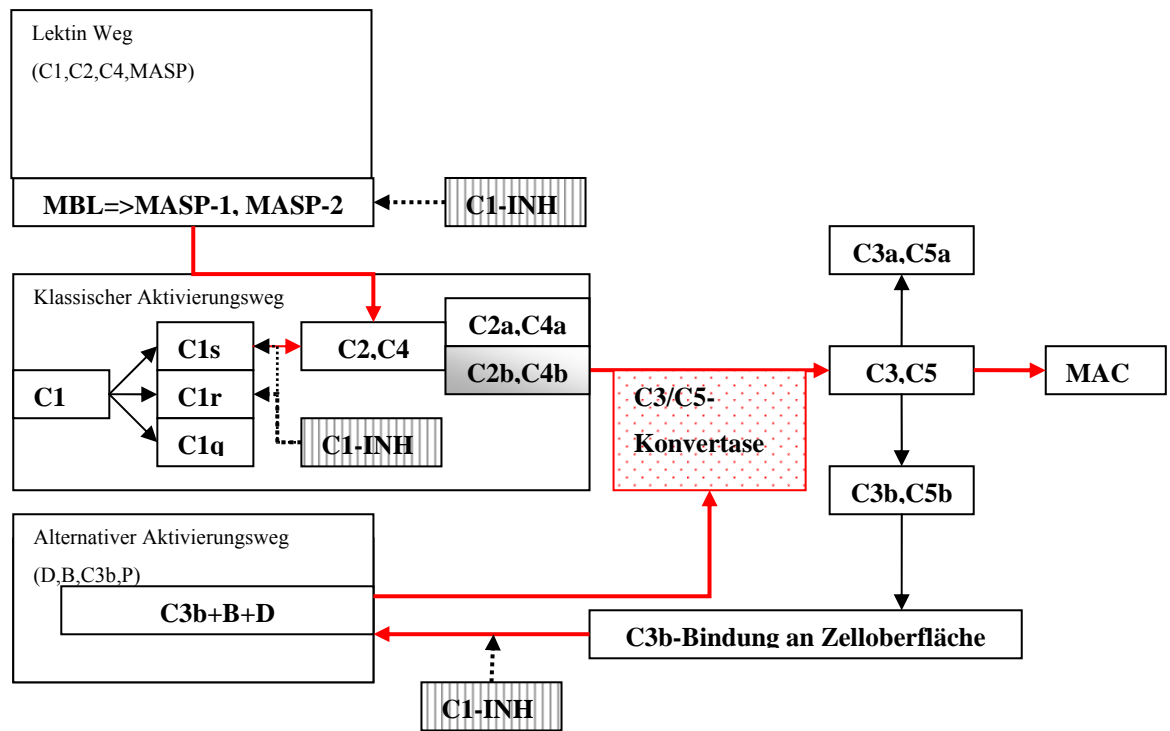 Lektin Weg
(C1,C2,C4,MASP)
MBL=>MASP-1, MASP-2
C1-INH
Klassischer Aktivierungsweg
C1
C1s
C1r
C1q
C2,C4
C1-INH
C2a,C4a
C2b,C4b
C3/C5-
Konvertase
C3a,C5a
C3,C5
MAC
C3b,C5b
Alternativer Aktivierungsweg
(D,B,C3b,P)
C3b+B+D
C3b-Bindung an Zelloberfläche
C1-INH